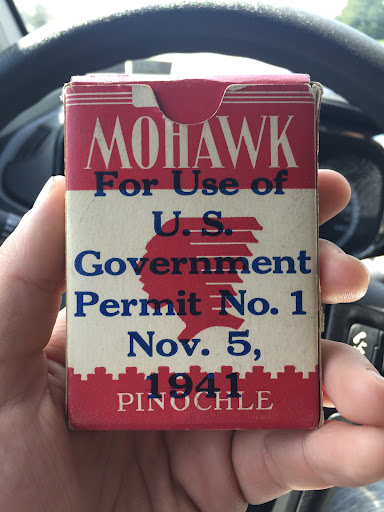 MOHAWK
For Use of
U. S.
Government
Permit No. 1
Nov. 5,
1941
PINOCHLE